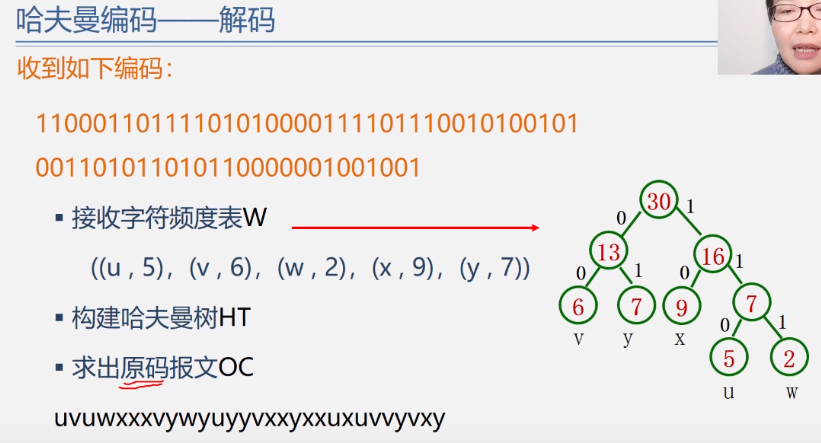 哈夫曼编码——解码
收到如下编码：
11000110111101010000111101110010100101
001101011010110000001001001
▪ 接收字符频度表W
((u , 5)，(v , 6)，(w , 2)，(x , 9)，(y , 7))
▪ 构建哈夫曼树HT
▪ 求出原码报文OC
uvuwxxxvywyuyyvxxyxxuxuvvyvxy
30
0 1
13 16
0 1 0 1
6 7 9 7
v y x
0 1
5 2
u w